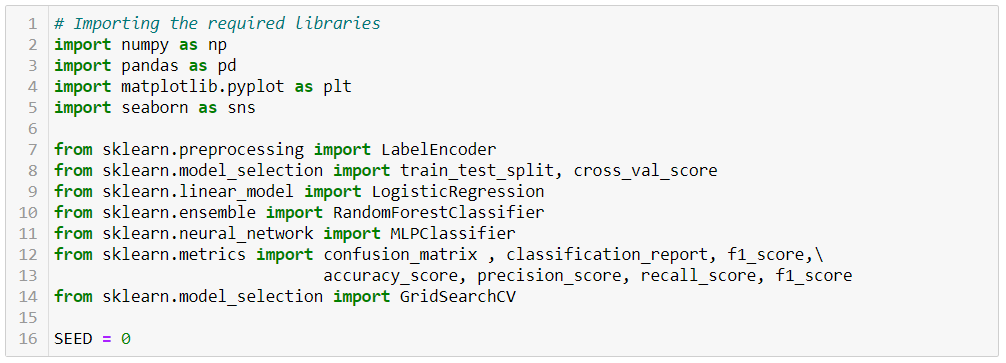 1 # Importing the required libraries
2 import numpy as np
3 import pandas as pd
4 import matplotlib.pyplot as plt
5 import seaborn as sns
6
7 from sklearn.preprocessing import LabelEncoder
8 from sklearn.model_selection import train_test_split, cross_val_score
9 from sklearn.linear_model import LogisticRegression
10 from sklearn.ensemble import RandomForestClassifier
11 from sklearn.neural_network import MLPClassifier
12 from sklearn.metrics import confusion_matrix , classification_report, f1_score,\
13                             accuracy_score, precision_score, recall_score, f1_score
14 from sklearn.model_selection import GridSearchCV
15
16 SEED = 0